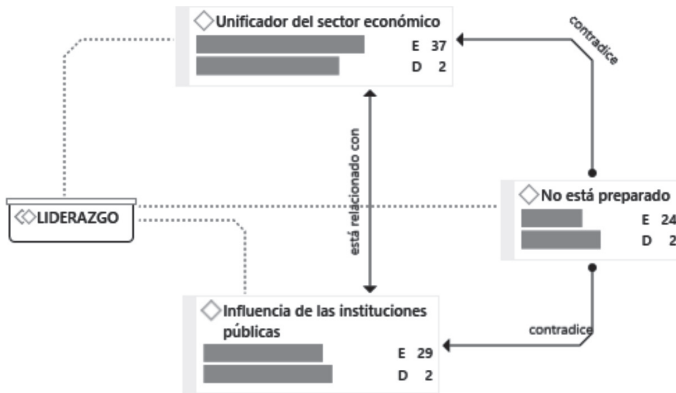 Unificador del sector económico
E 37
D 2
contradice
está relacionado con
No está preparado
E 24
D 2
LIDERAZGO
Influencia de las instituciones
públicas
E 29
D 2
contradice